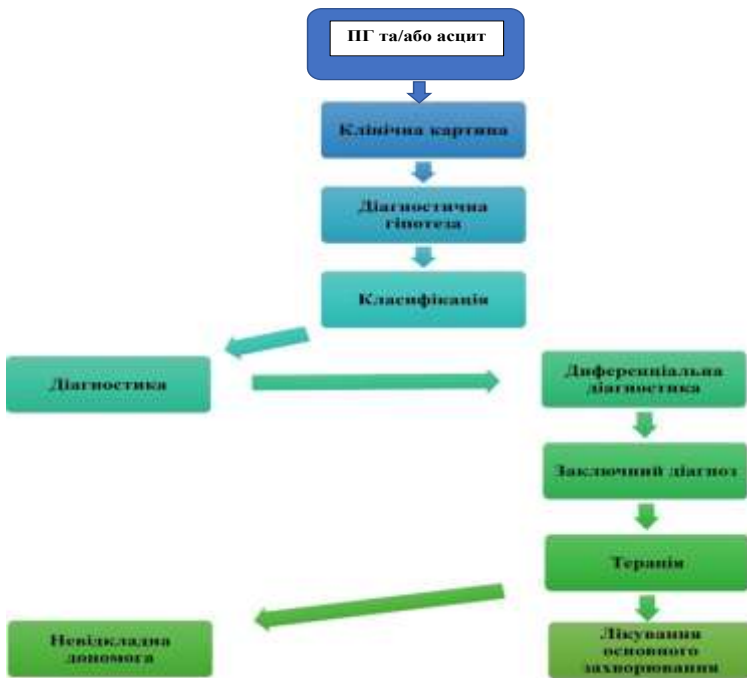 ПГ та/або асцит
Клінічна картина
Діагностична
гіпотеза
Класифікація
Діагностика
Диференціальна
діагностика
Заключний діагноз
Терапія
Невідкладна
допомога
Лікування
основного
захворювання